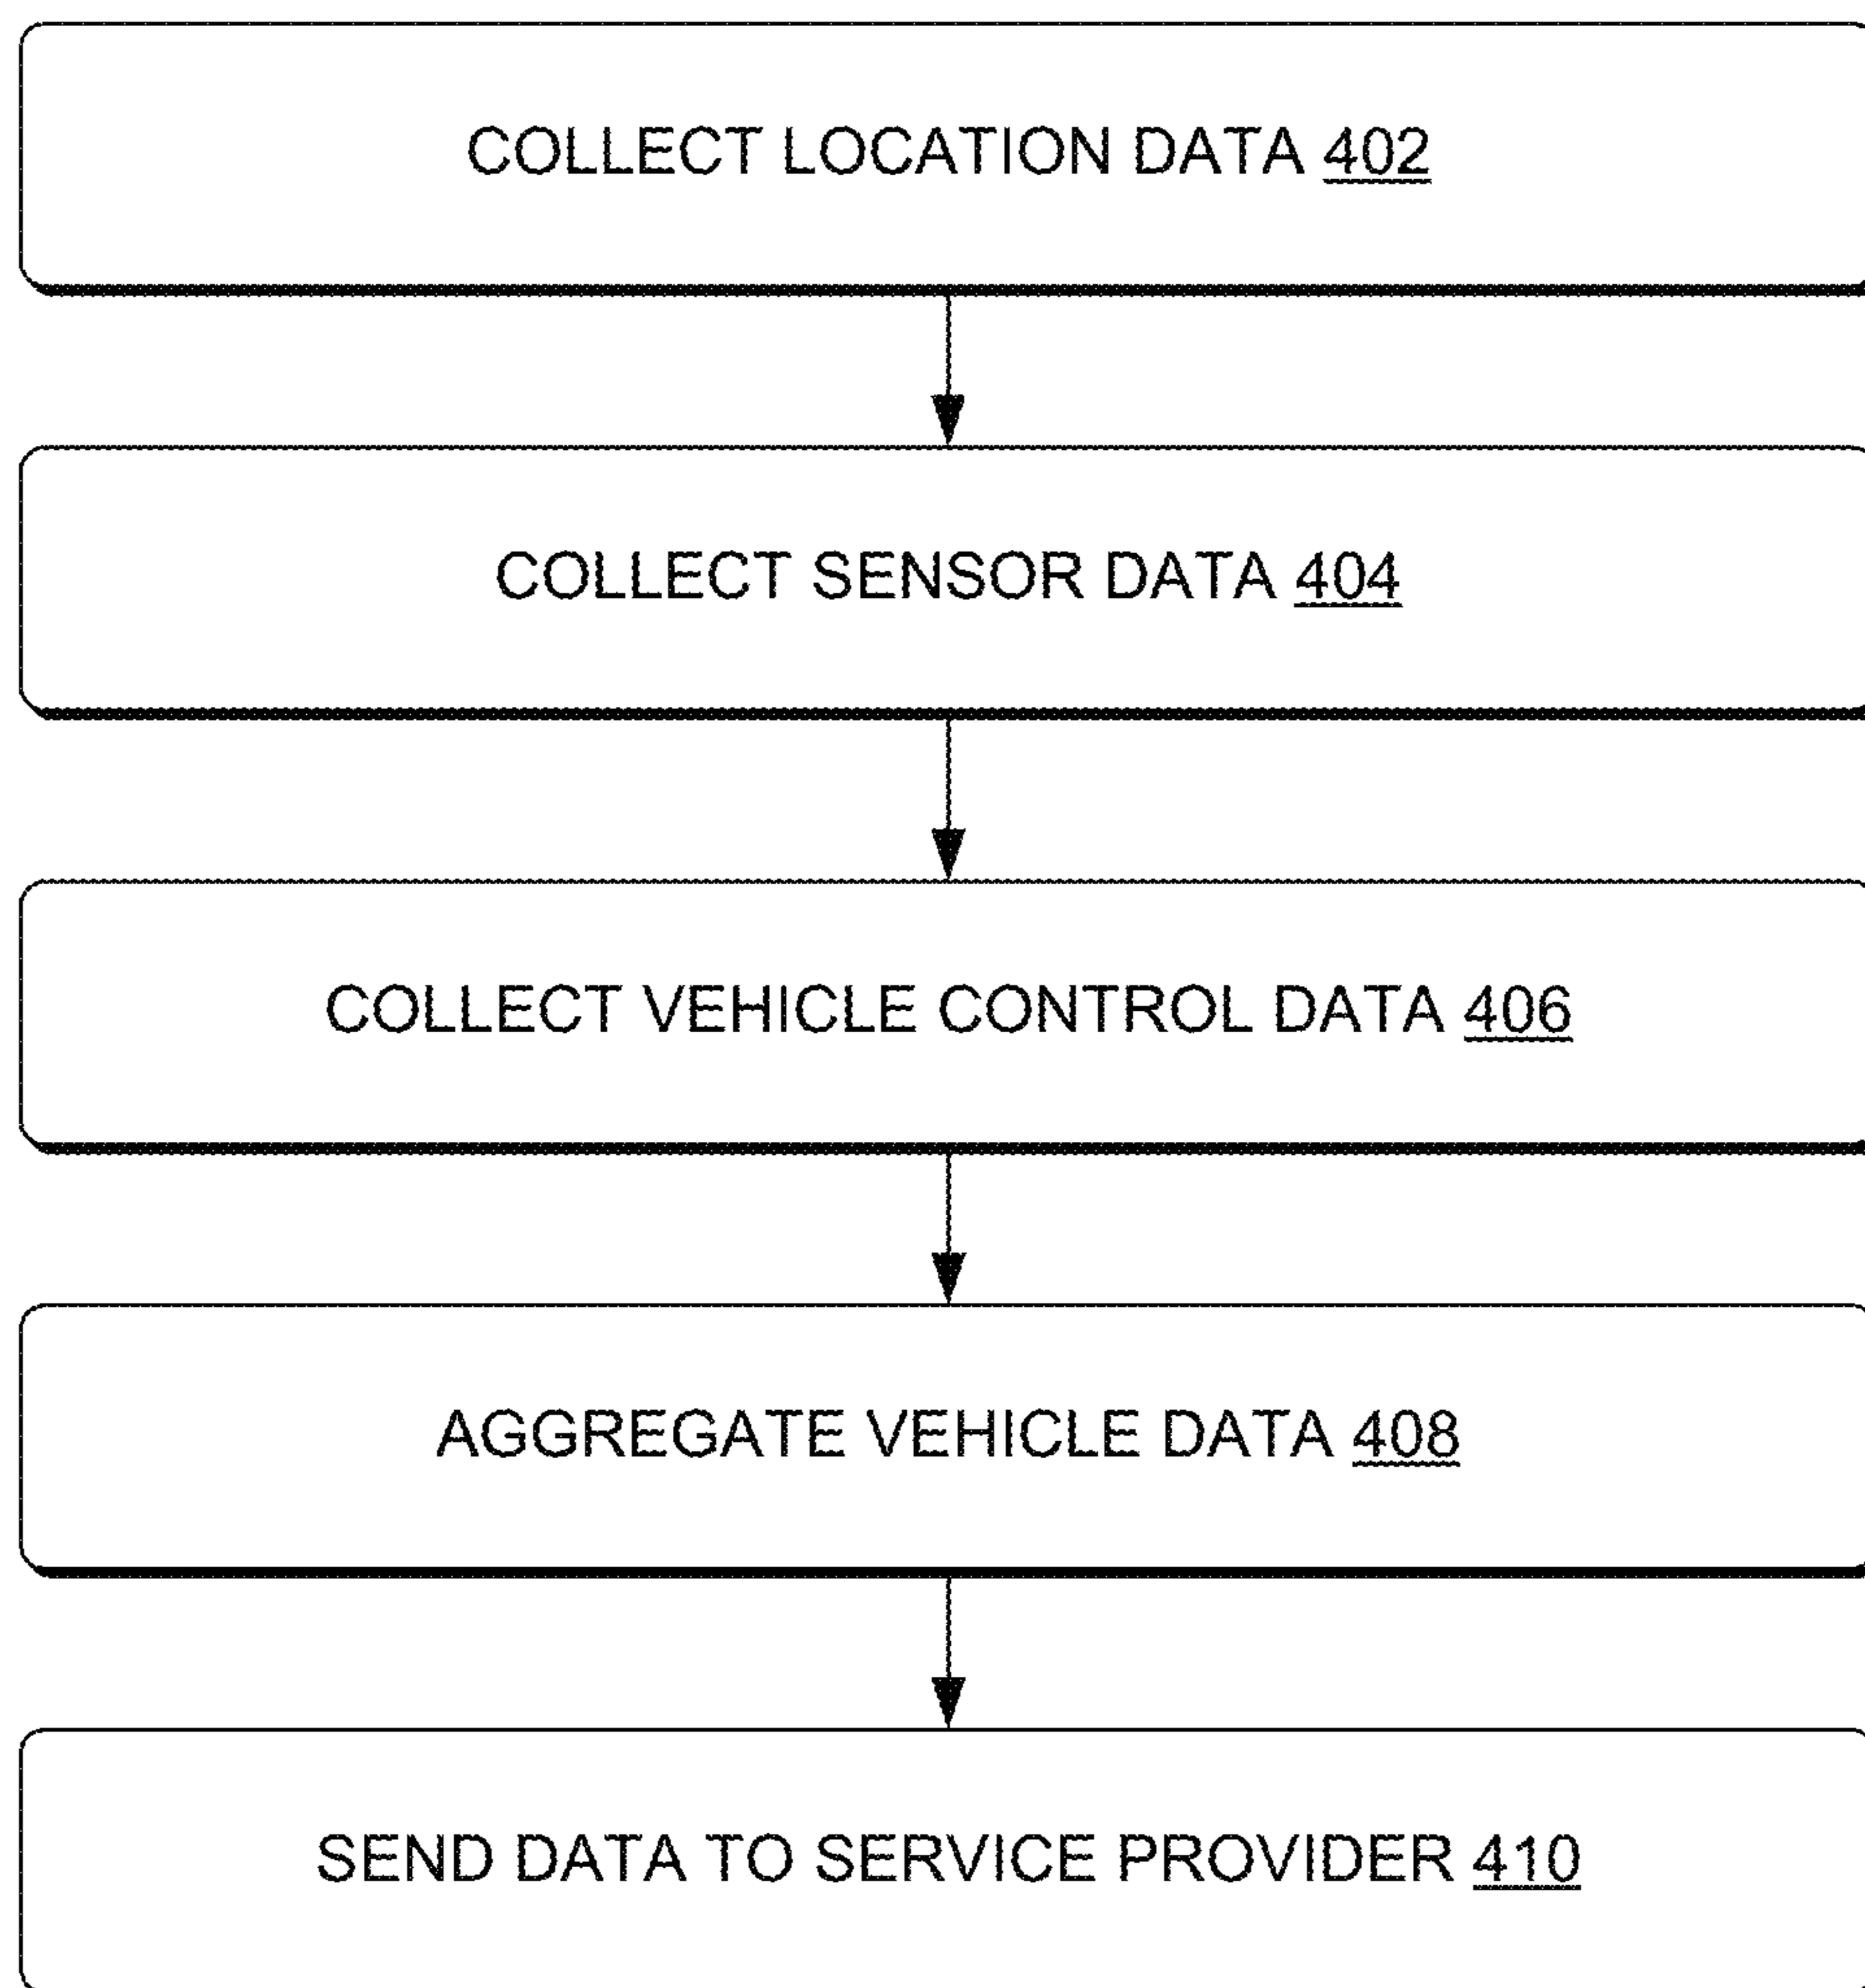 COLLECT LOCATION DATA 402
COLLECT SENSOR DATA 404
COLLECT VEHICLE CONTROL DATA 406
AGGREGATE VEHICLE DATA 408
SEND DATA TO SERVICE PROVIDER 410